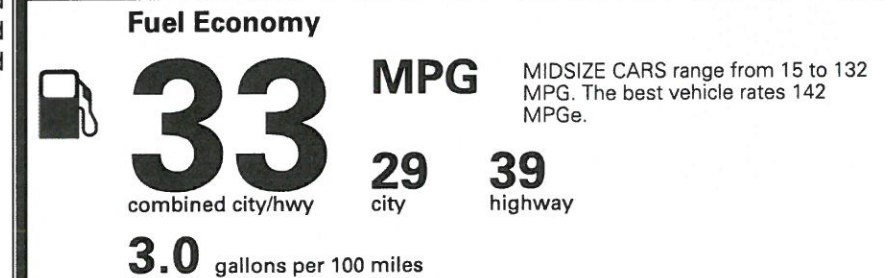 Fuel Economy
33 MPG
MIDSIZE CARS range from 15 to 132
MPG. The best vehicle rates 142
MPGe.
29 39
combined city/hwy city highway
3.0 gallons per 100 miles